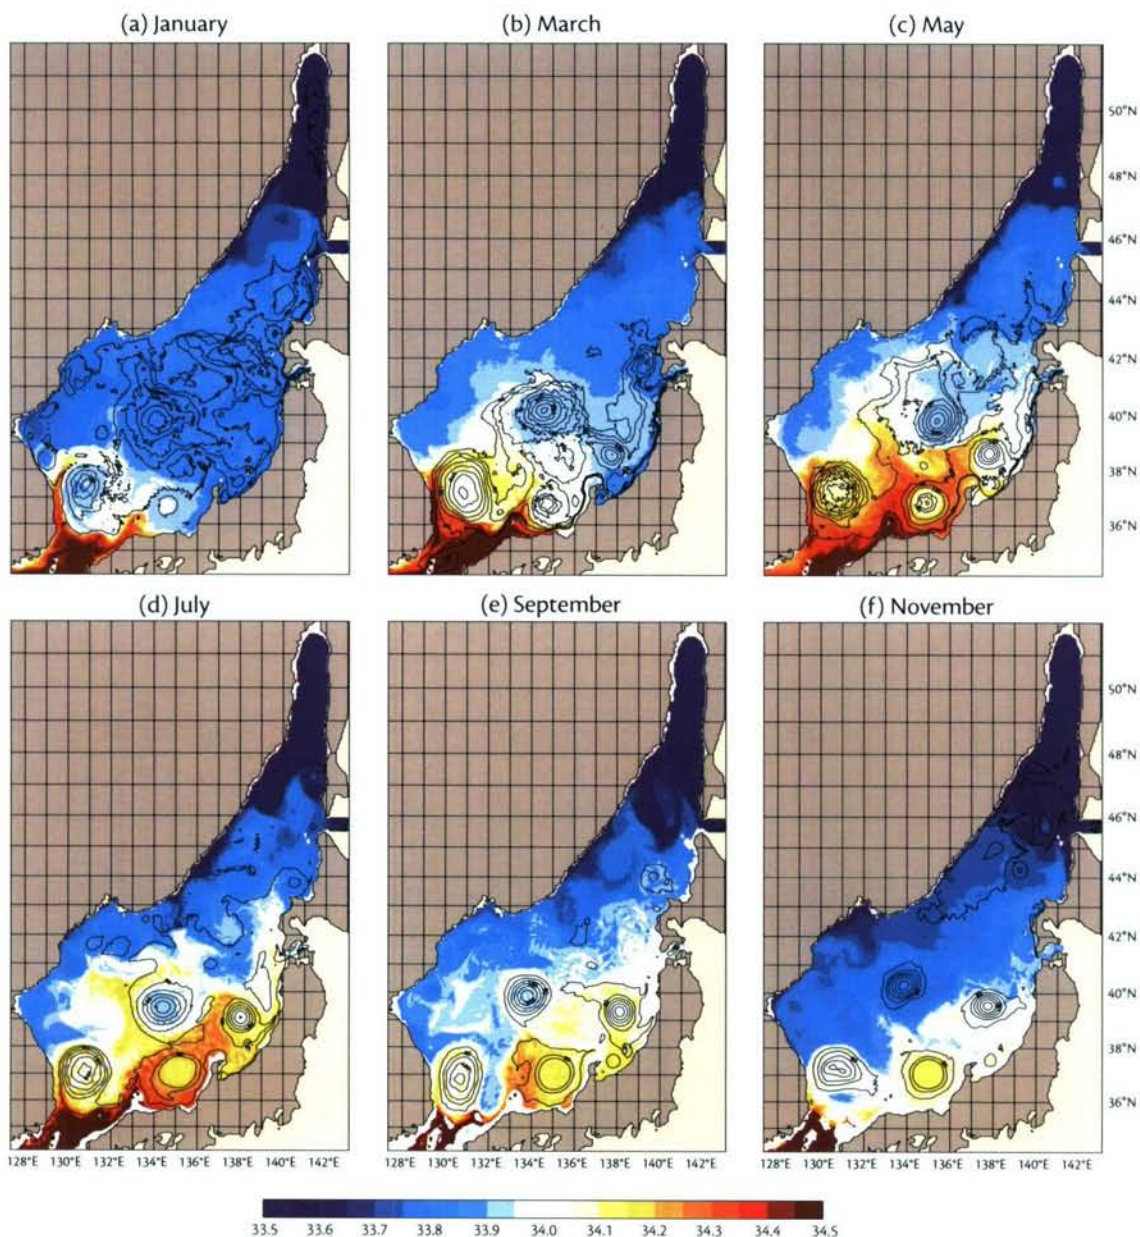 (a) January
(b) March
(c) May
50°N
48°N
46°N
44°N
42°N
40°N
38°N
36°N
(d) July
(e) September
(f) November
50°N
48°N
46°N
44°N
42°N
40°N
38°N
36°N
128°E 130°E 132°E 134°E 136°E 138°E 140°E 142°E
128°E 130°E 132°E 134°E 136°E 138°E 140°E 142°E
128°E 130°E 132°E 134°E 136°E 138°E 140°E 142°E
33.5 33.6 33.7 33.8 33.9 34.0 34.1 34.2 34.3 34.4 34.5